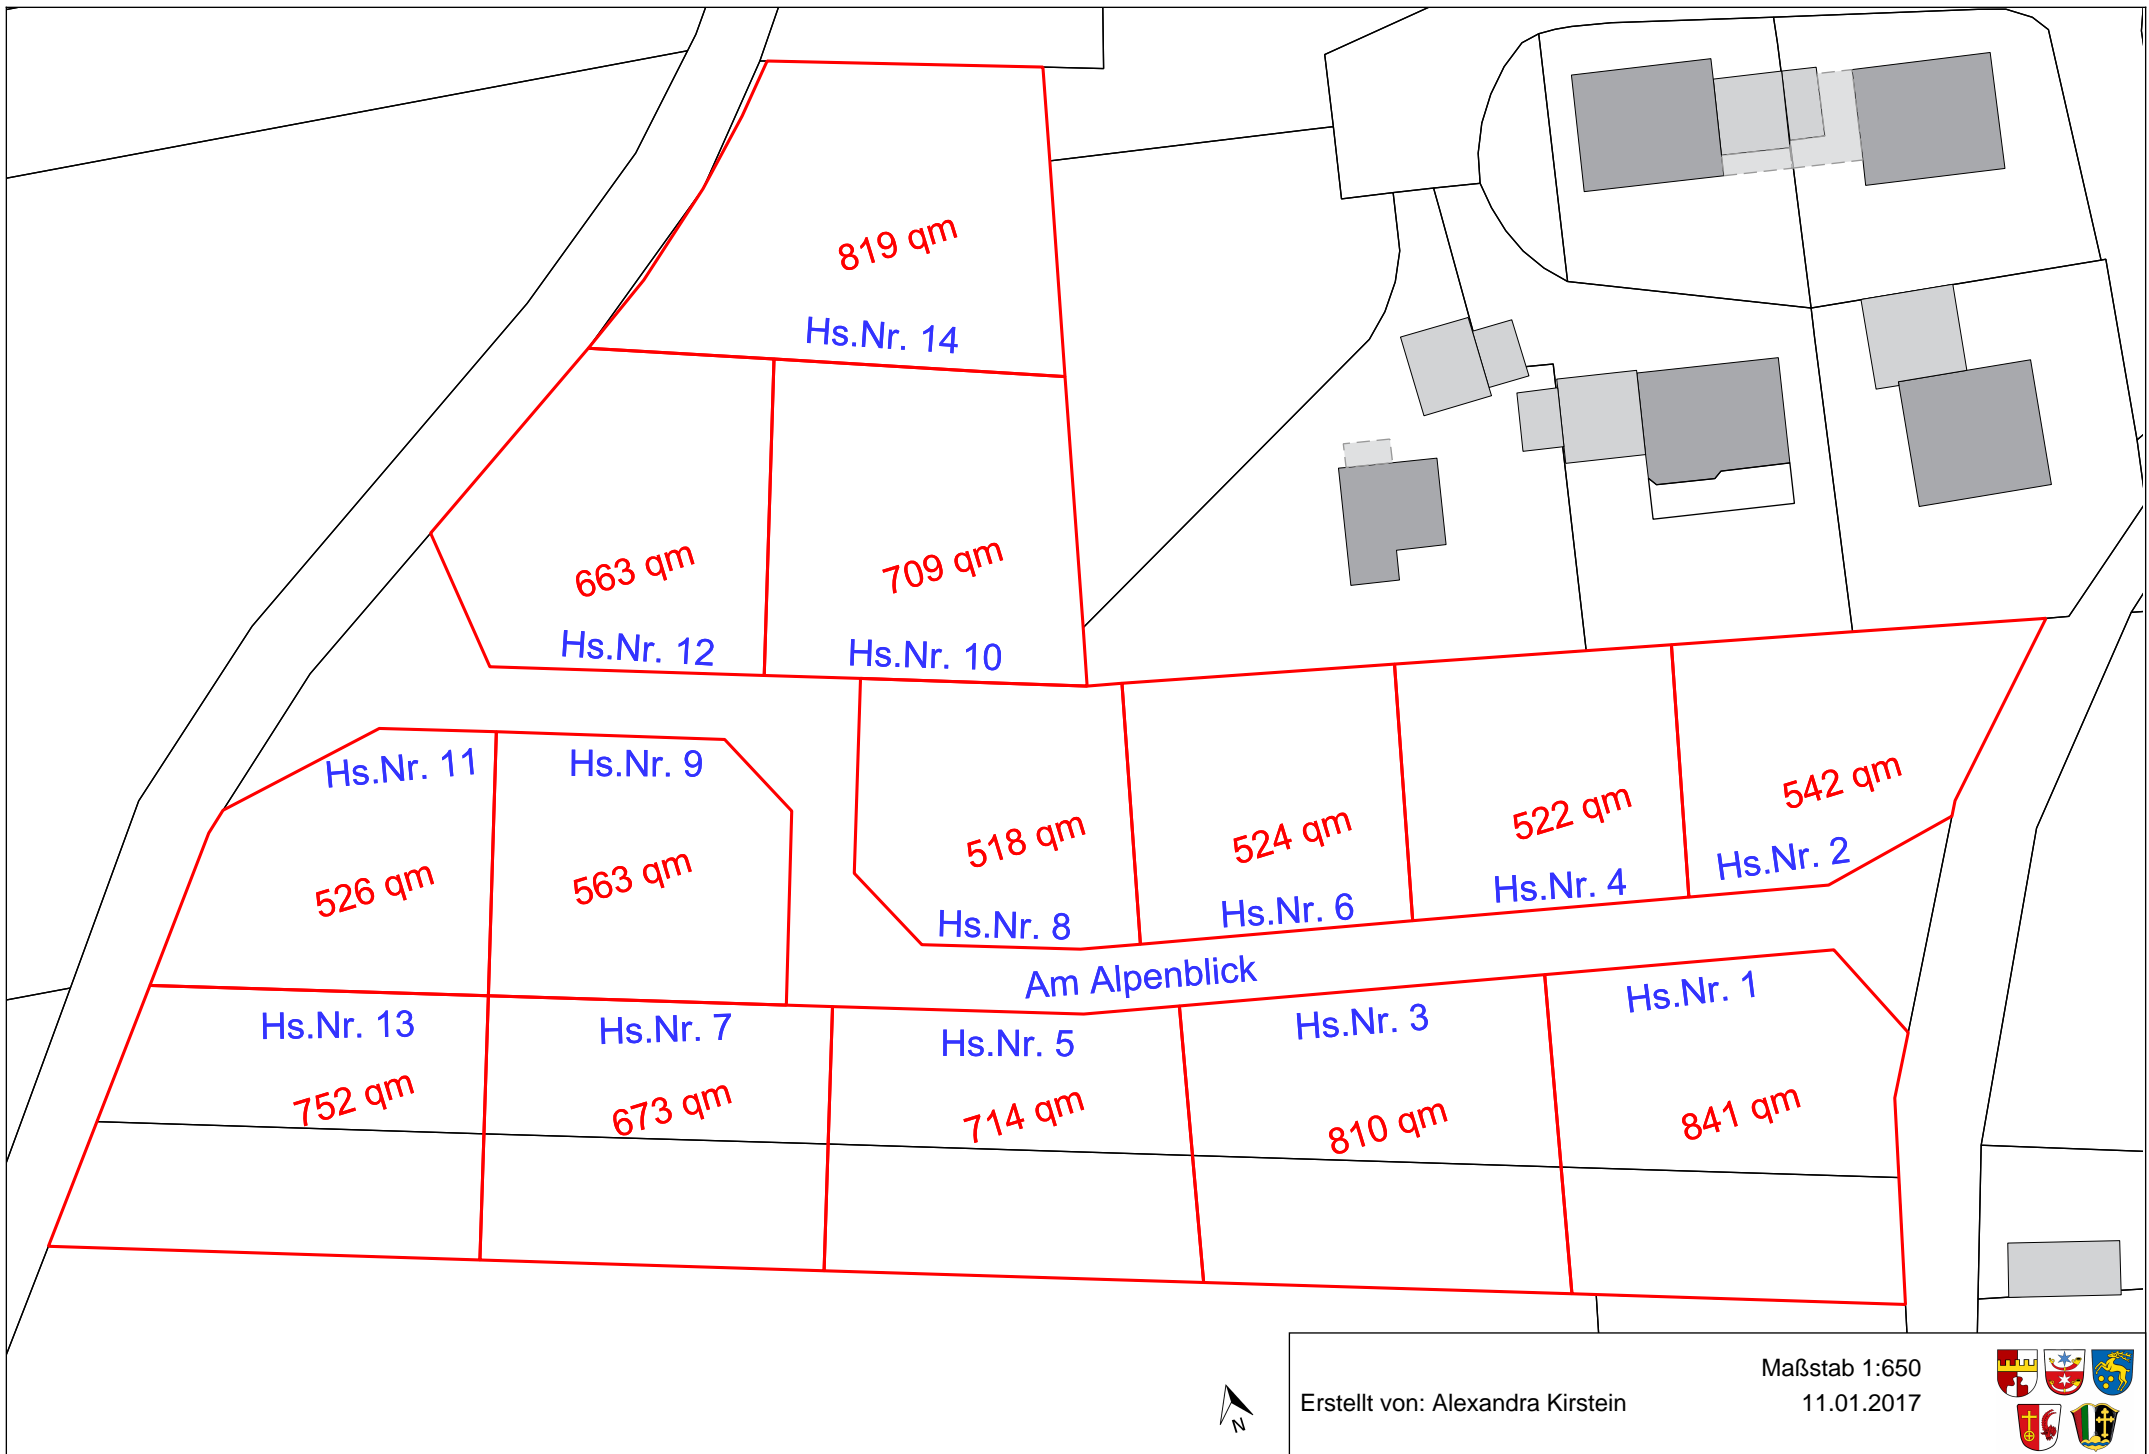 819 qm
Hs.Nr. 14
663 qm
709 qm
Hs.Nr. 12
Hs.Nr. 10
Hs.Nr. 11
Hs.Nr. 9
526 qm
563 qm
518 qm
524 qm
522 qm
542 qm
Hs.Nr. 8
Hs.Nr. 6
Hs.Nr. 4
Hs.Nr. 2
Am Alpenblick
Hs.Nr. 13
Hs.Nr. 7
Hs.Nr. 5
Hs.Nr. 3
Hs.Nr. 1
752 qm
673 qm
714 qm
810 qm
841 qm
N
Maßstab 1:650
Erstellt von: Alexandra Kirstein
11.01.2017